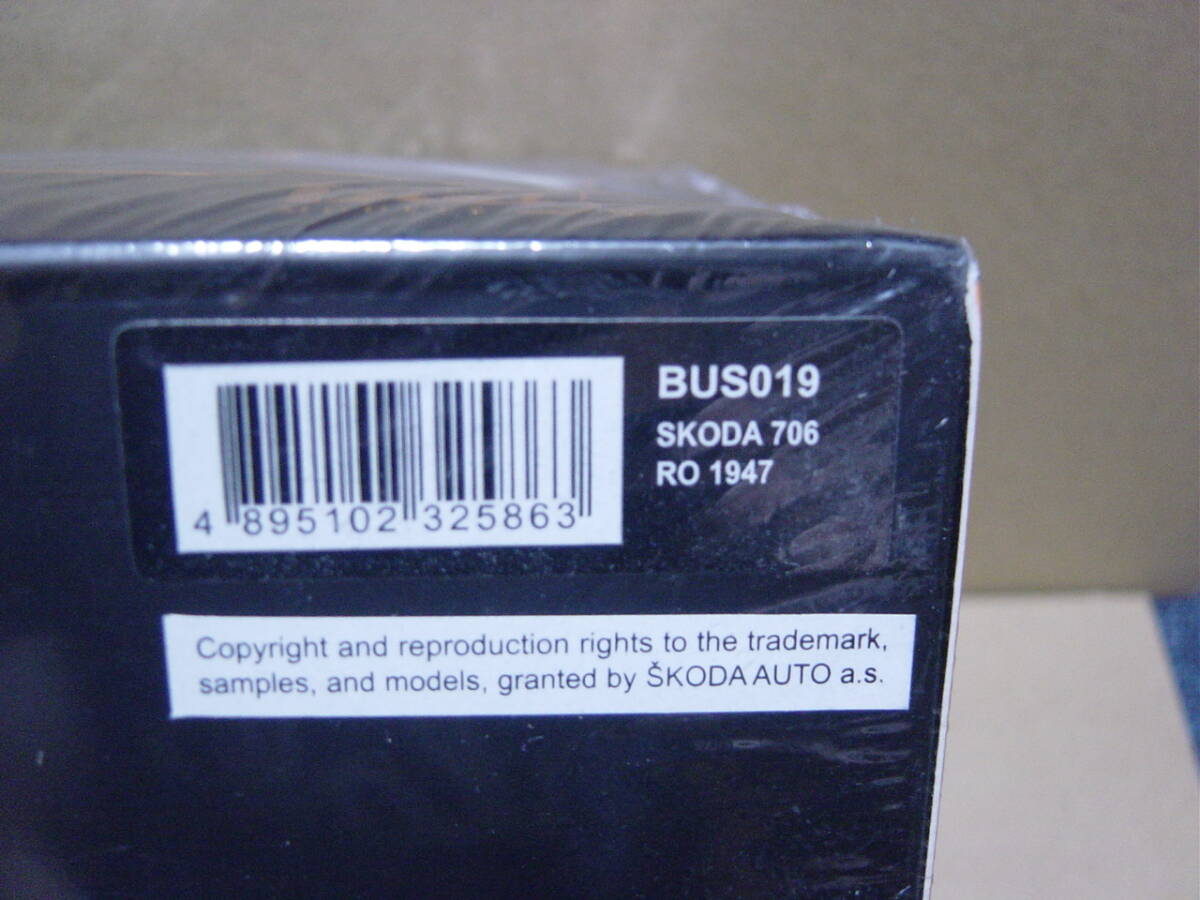 BUS019
SKODA 706
RO 1947
4 895102 325863
Copyright and reproduction rights to the trademark,
samples, and models, granted by ŠKODA AUTO a.s.